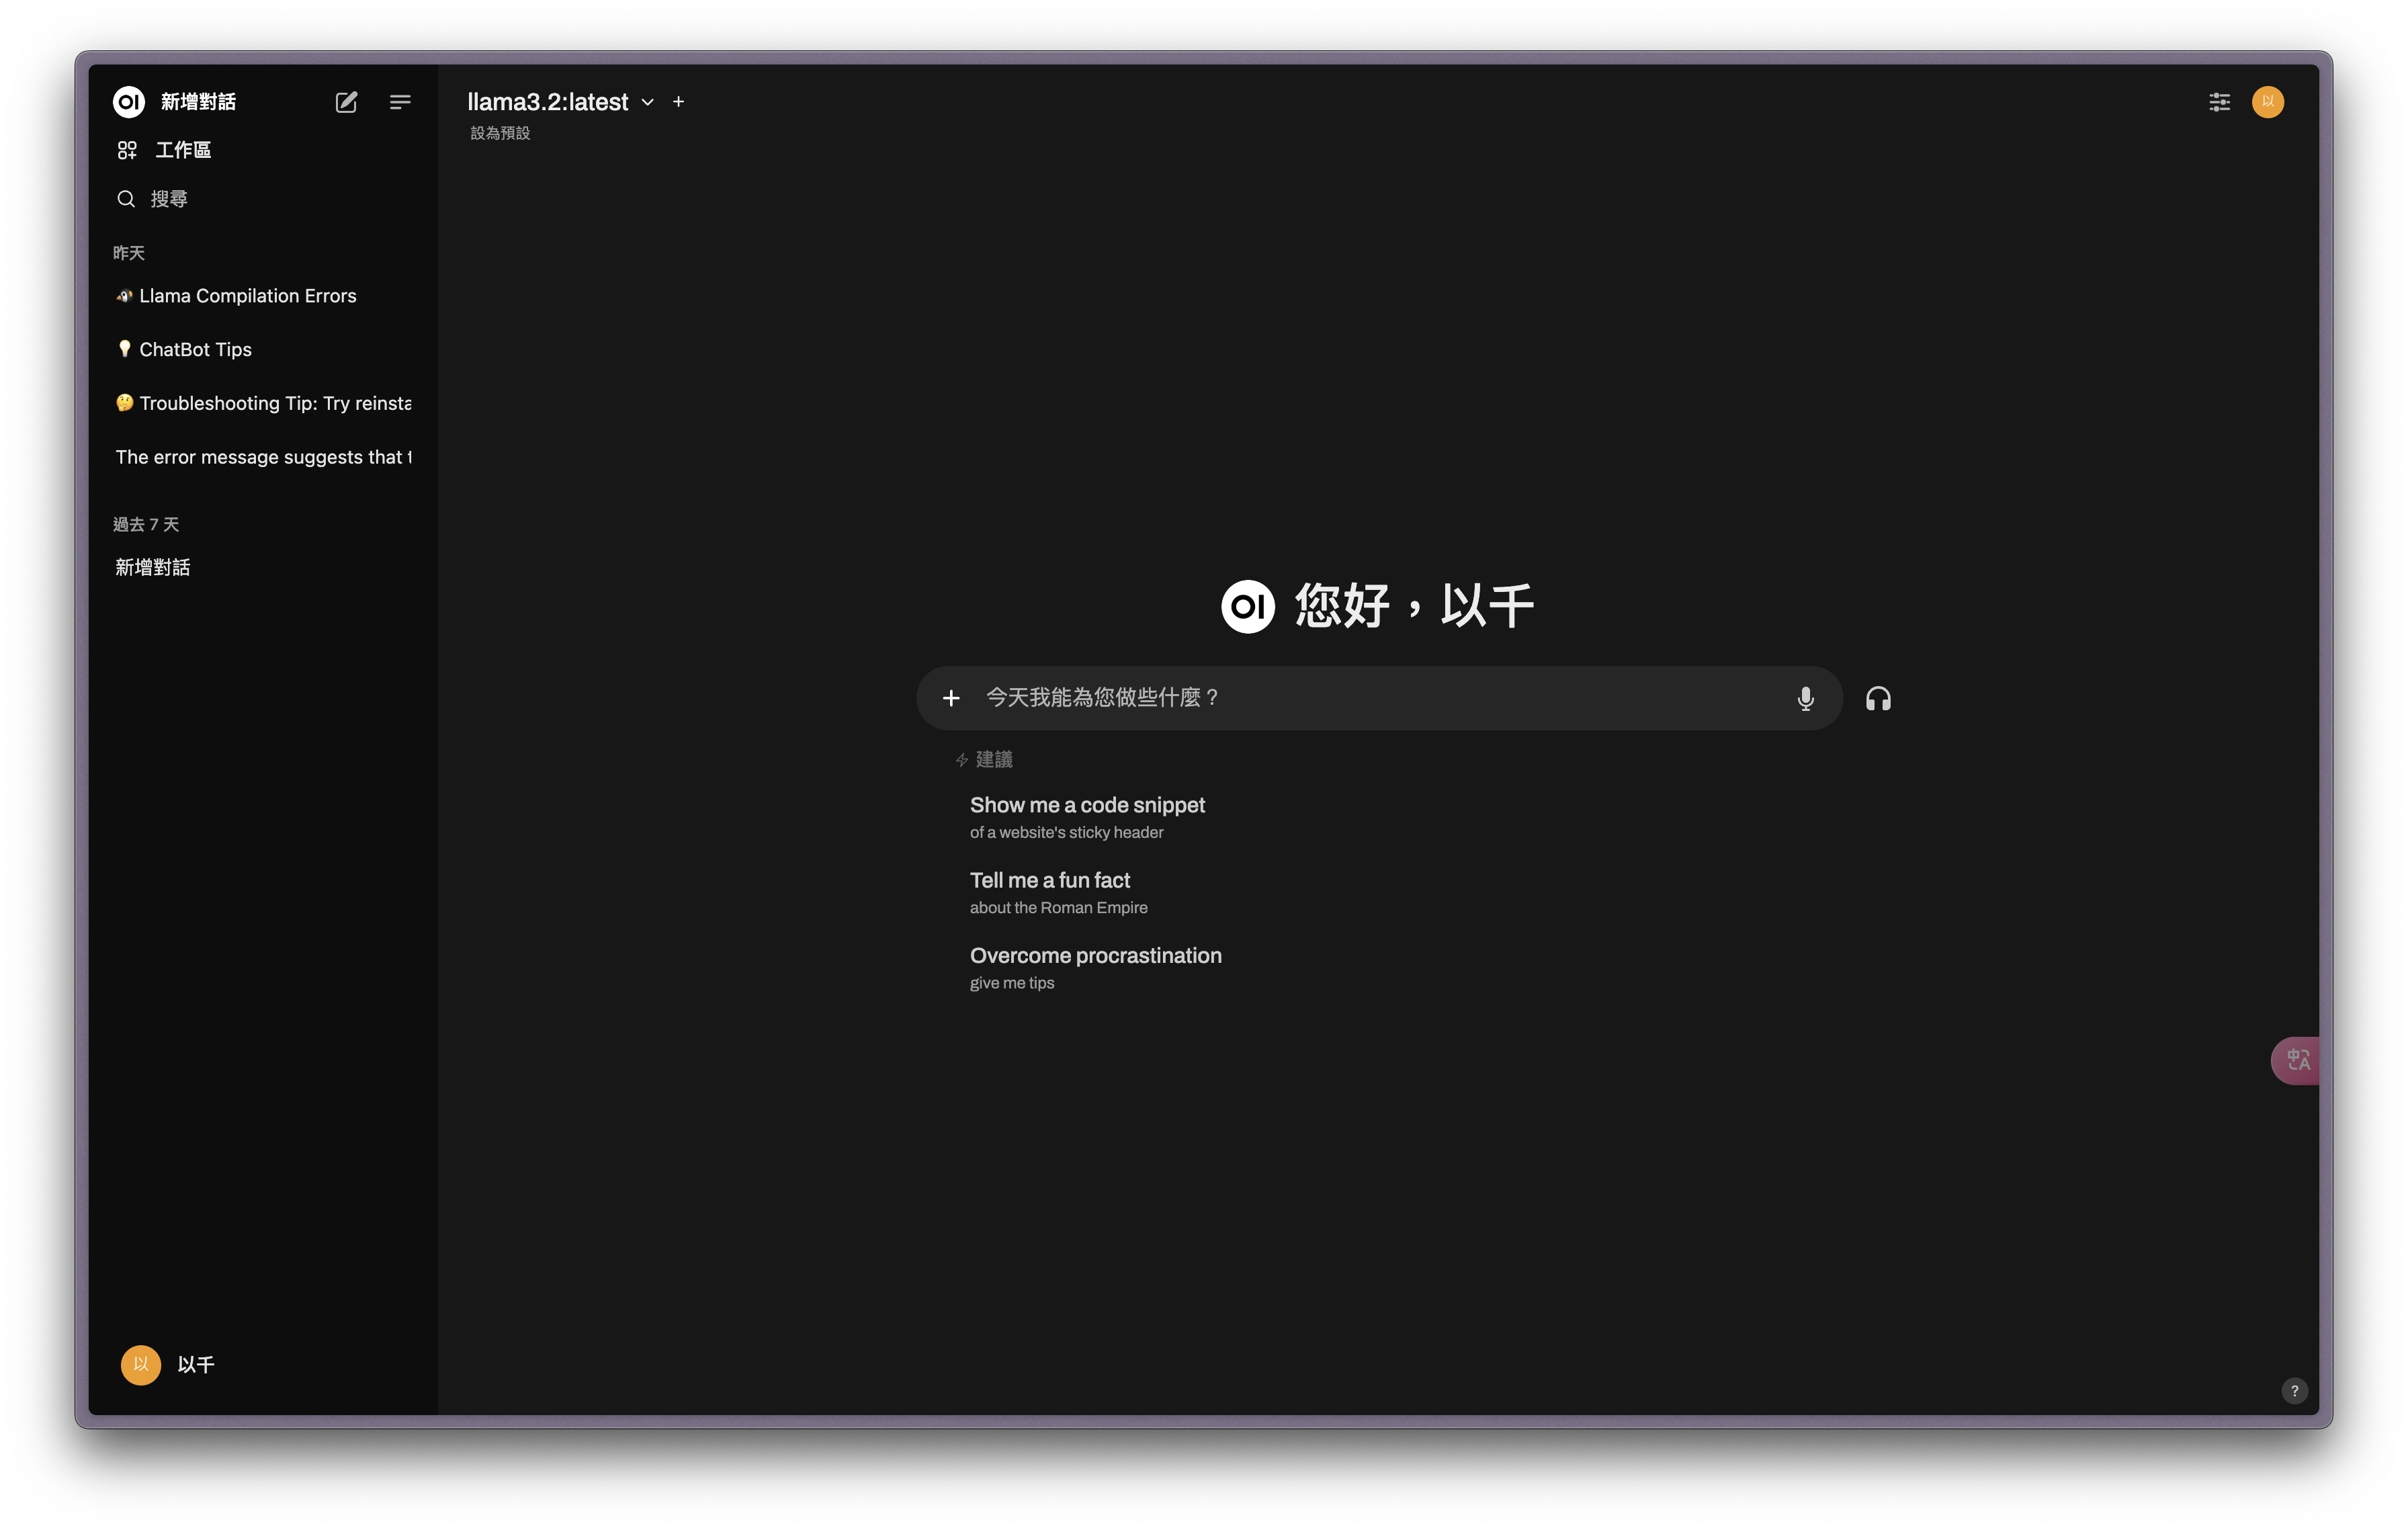 OI 新增對話
工作區
搜尋
昨天
Llama Compilation Errors
ChatBot Tips
Troubleshooting Tip: Try reinsta
The error message suggests that t
過去 7 天
新增對話
以 以千
llama3.2:latest
設為預設
以
OI 您好，以千
今天我能為您做些什麼？
建議
Show me a code snippet
of a website's sticky header
Tell me a fun fact
about the Roman Empire
Overcome procrastination
give me tips
中A
?